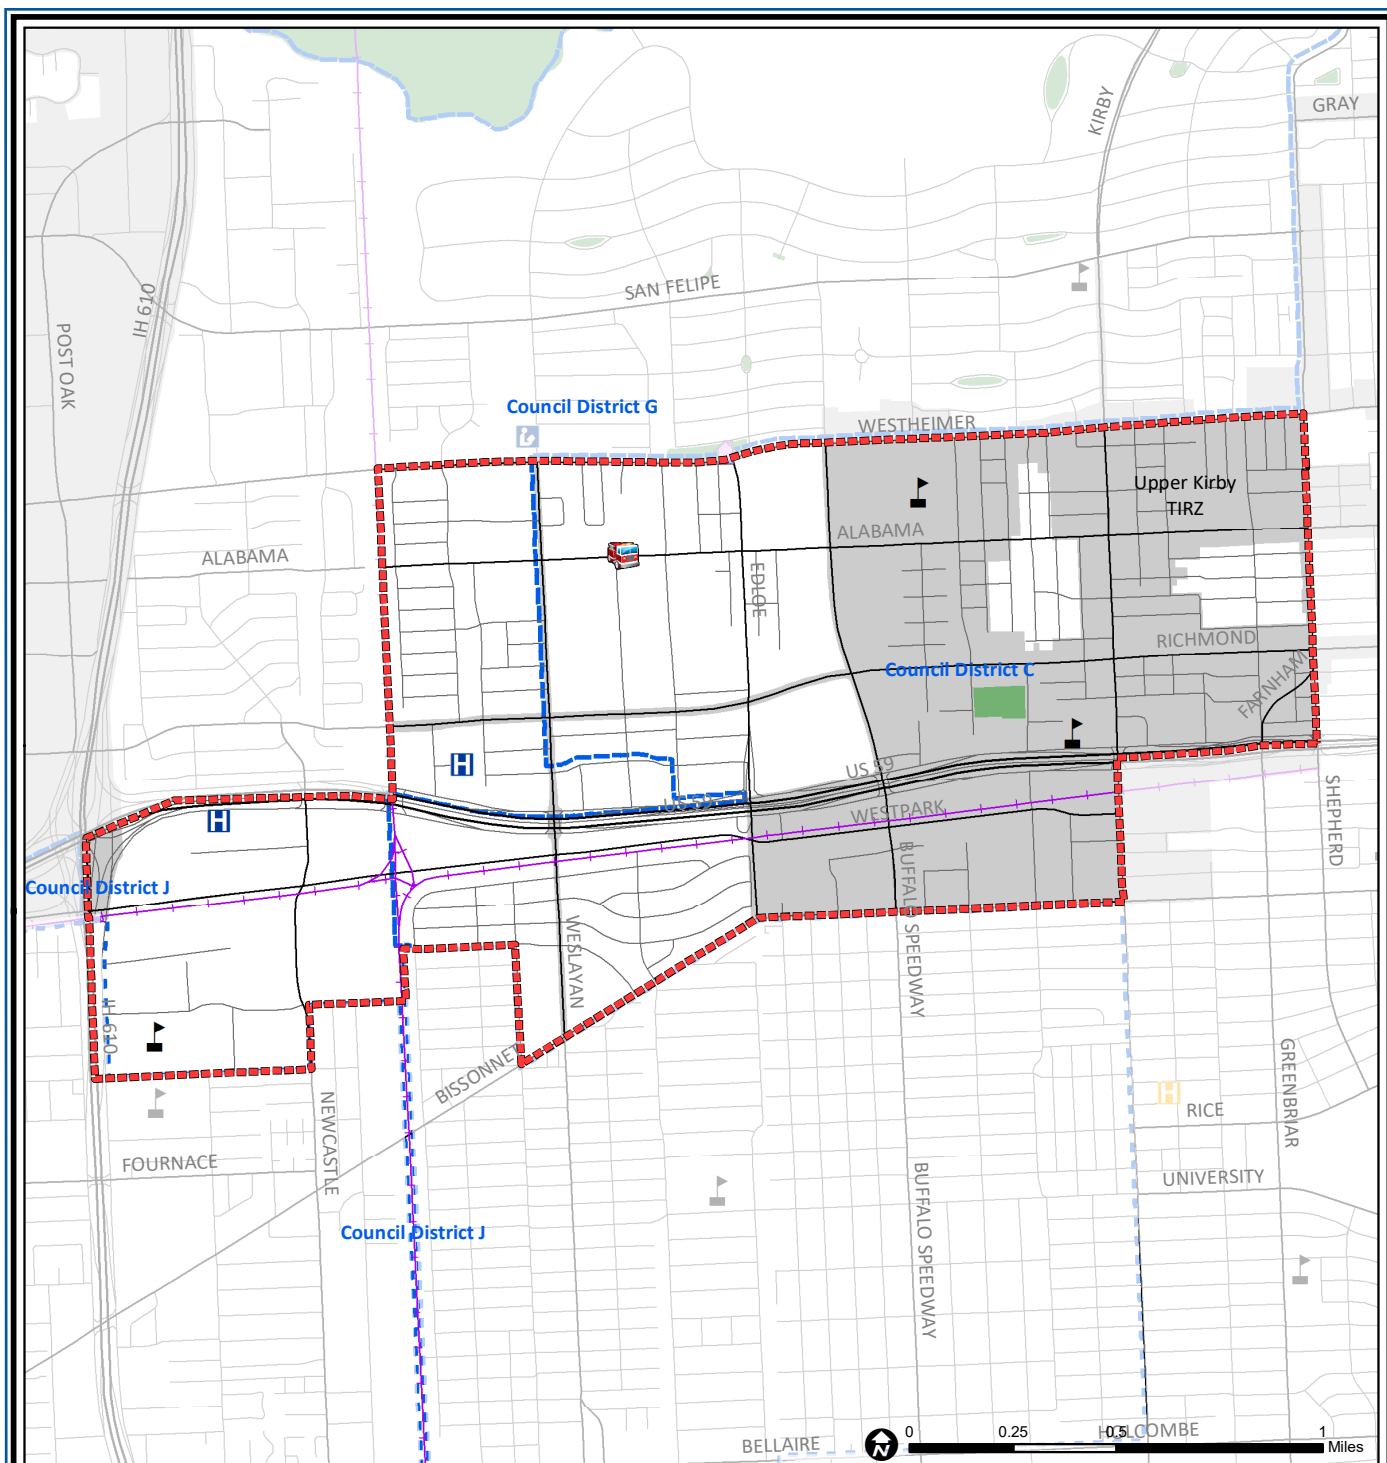 KIRBY
GRAY
SAN FELIPE
IH 610
POST OAK
Council District G
WESTHEIMER
Upper Kirby
TIRZ
ALABAMA
ALABAMA
EDLOE
RICHMOND
Council District C
FARNHAM
US 59
US 59
WESTPARK
SHEPHERD
Council District J
BUFFALO SPEEDWAY
WESLAYAN
IH 610
BISSONNET
GREENBRIAR
NEWCASTLE
H
H
H
RICE
FOURNACE
UNIVERSITY
BUFFALO SPEEDWAY
Council District J
BELLAIRE
HOLCOMBE
N
0 0.25 0.5 1
Miles